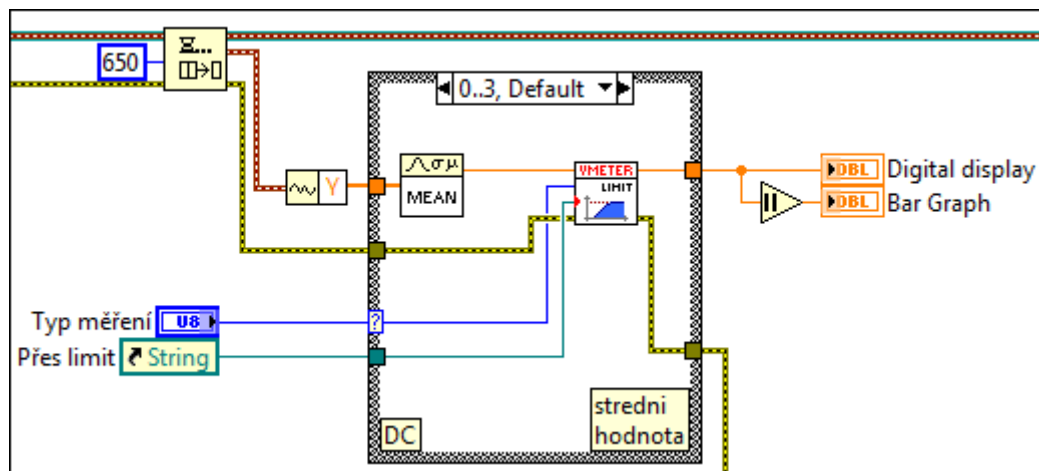 650
0..3, Default
Y
σμ
MEAN
VMETER
LIMIT
DBL Digital display
DBL Bar Graph
Typ měření U8
?
Přes limit String
DC
stredni
hodnota